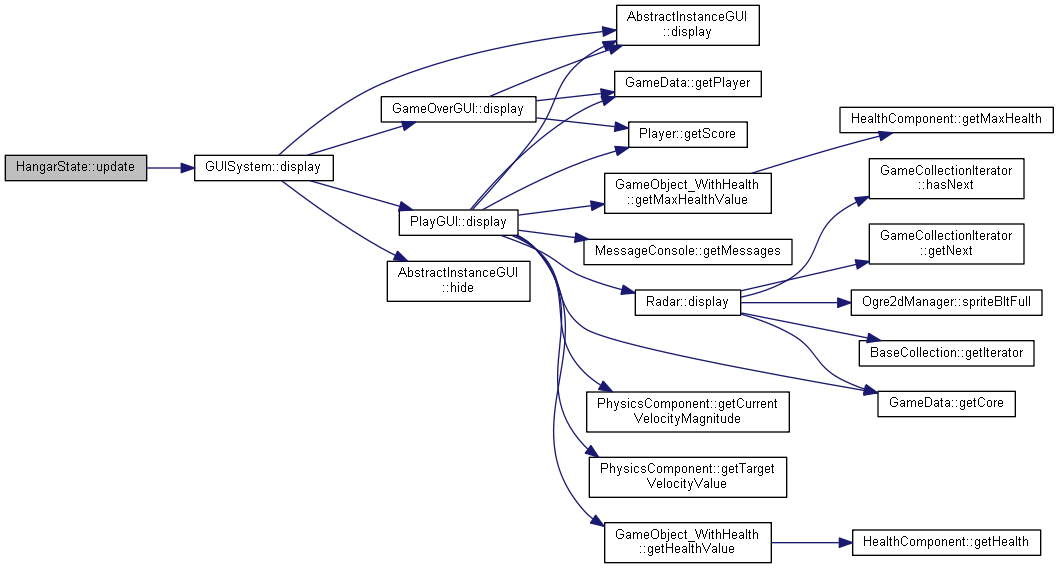 HangarState::update
GUISystem::display
AbstractInstanceGUI
::display
GameOverGUI::display
PlayGUI::display
AbstractInstanceGUI
::hide
GameData::getPlayer
Player::getScore
GameObject_WithHealth
::getMaxHealthValue
MessageConsole::getMessages
Radar::display
PhysicsComponent::getCurrent
VelocityMagnitude
PhysicsComponent::getTarget
VelocityValue
GameObject_WithHealth
::getHealthValue
HealthComponent::getMaxHealth
GameCollectionIterator
::hasNext
GameCollectionIterator
::getNext
Ogre2dManager::spriteBltFull
BaseCollection::getIterator
GameData::getCore
HealthComponent::getHealth